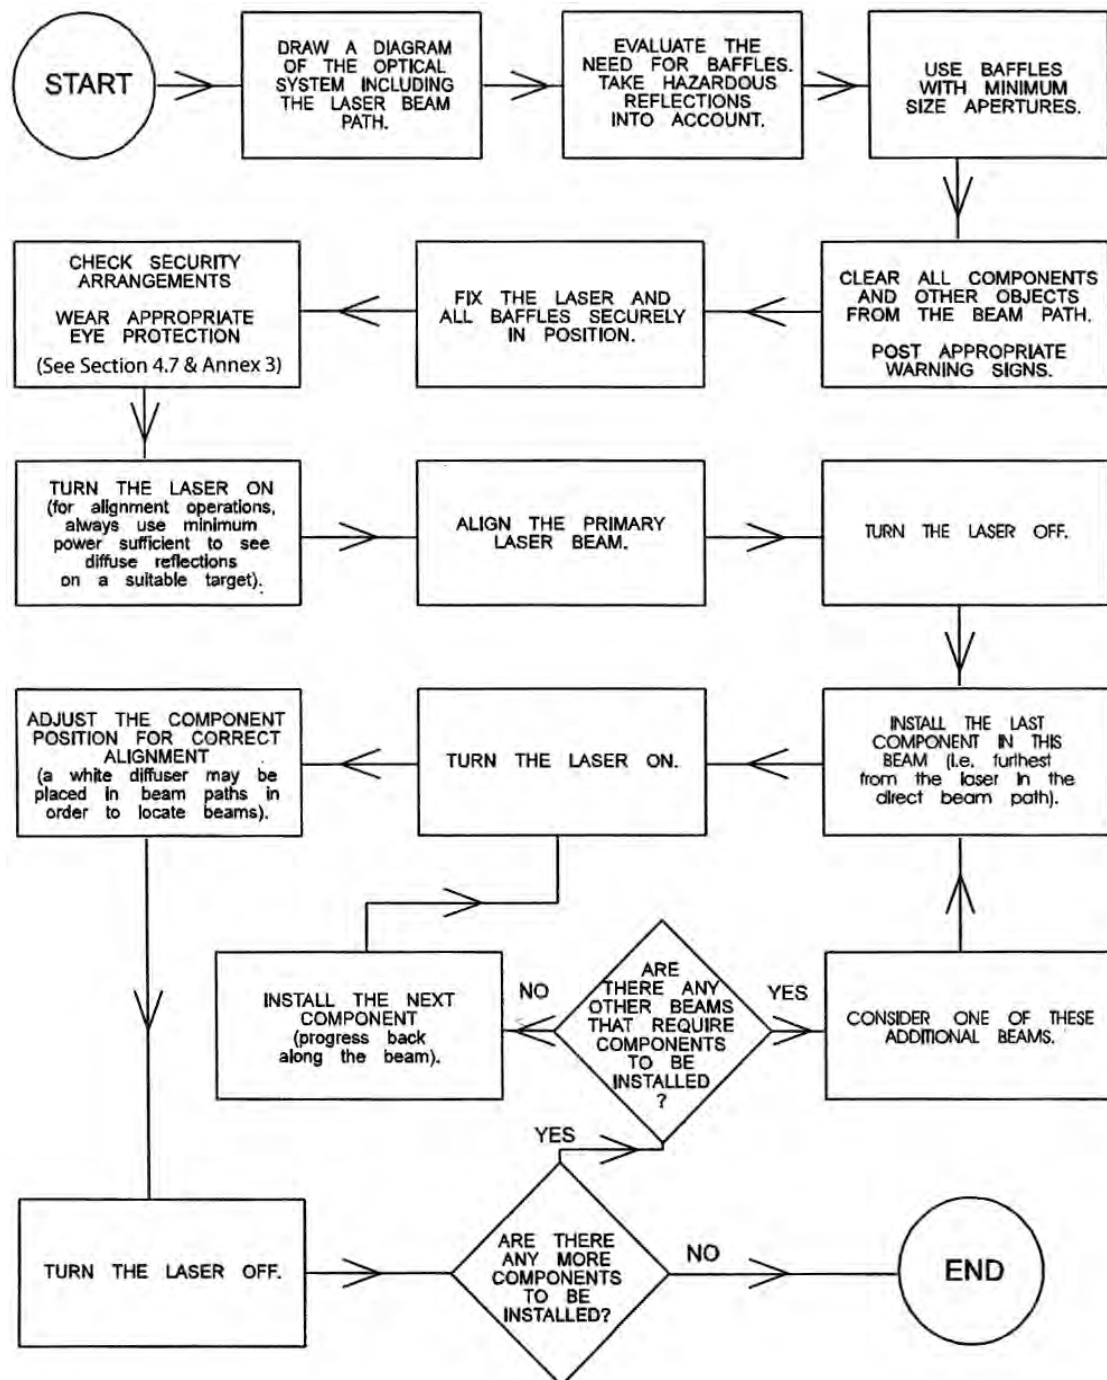 START
DRAW A DIAGRAM
OF THE OPTICAL
SYSTEM INCLUDING
THE LASER BEAM
PATH.
EVALUATE THE
NEED FOR BAFFLES.
TAKE HAZARDOUS
REFLECTIONS
INTO ACCOUNT.
USE BAFFLES
WITH MINIMUM
SIZE APERTURES.
CLEAR ALL COMPONENTS
AND OTHER OBJECTS
FROM THE BEAM PATH.
POST APPROPRIATE
WARNING SIGNS.
FIX THE LASER AND
ALL BAFFLES SECURELY
IN POSITION.
CHECK SECURITY
ARRANGEMENTS
WEAR APPROPRIATE
EYE PROTECTION
(See Section 4.7 & Annex 3)
TURN THE LASER ON
(for alignment operations,
always use minimum
power sufficient to see
diffuse reflections
on a suitable target).
ALIGN THE PRIMARY
LASER BEAM.
TURN THE LASER OFF.
INSTALL THE LAST
COMPONENT IN THIS
BEAM (i.e. furthest
from the laser in the
direct beam path).
TURN THE LASER ON.
ADJUST THE COMPONENT
POSITION FOR CORRECT
ALIGNMENT
(a white diffuser may be
placed in beam paths in
order to locate beams).
INSTALL THE NEXT
COMPONENT
(progress back
along the beam).
NO
ARE
THERE ANY
OTHER BEAMS
THAT REQUIRE
COMPONENTS
TO BE
INSTALLED
?
YES
CONSIDER ONE OF THESE
ADDITIONAL BEAMS.
YES
TURN THE LASER OFF.
ARE THERE
ANY MORE
COMPONENTS
TO BE
INSTALLED?
NO
END